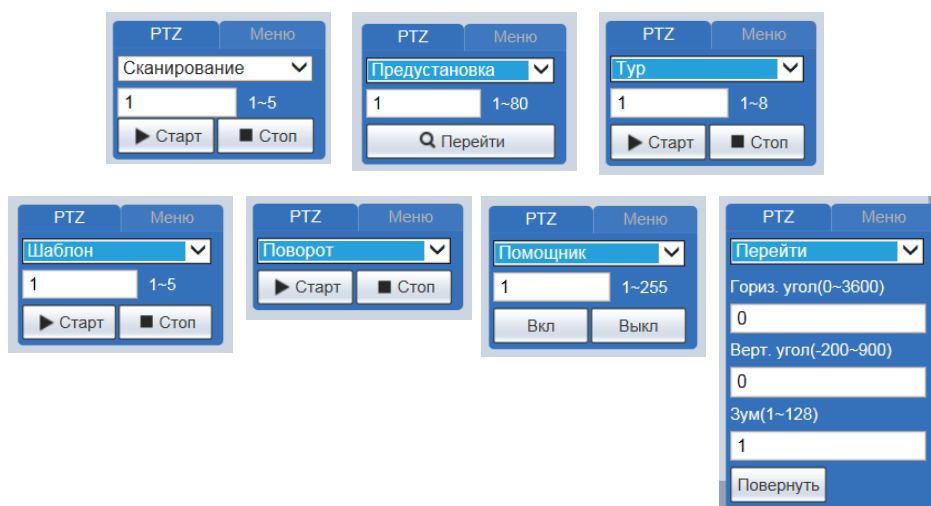 PTZ Меню
Сканирование
1 1~5
Старт Стоп
PTZ Меню
Предустановка
1 1~80
Перейти
PTZ Меню
Тур
1 1~8
Старт Стоп
PTZ Меню
Шаблон
1 1~5
Старт Стоп
PTZ Меню
Поворот
Старт Стоп
PTZ Меню
Помощник
1 1~255
Вкл Выкл
PTZ Меню
Перейти
Гориз. угол(0~3600)
0
Верт. угол(-200~900)
0
Зум(1~128)
1
Повернуть